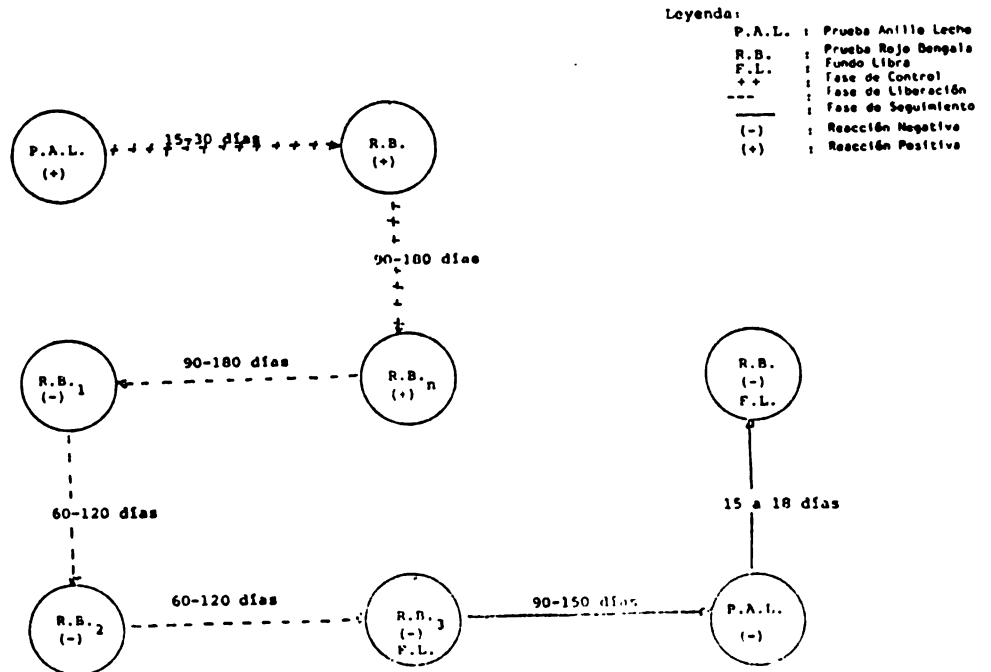 Leyenda:
P.A.L. : Prueba Anillo Leche
R.B. : Prueba Rojo Bengala
F.L. : Fundo Libre
+ + : Fase de Control
--- : Fase de Liberación
—— : Fase de Seguimiento
(-) : Reacción Negativa
(+) : Reacción Positiva
P.A.L.
(+)
15-30 días
R.B.
(+)
90-180 días
R.B.n
(+)
90-180 días
R.B.1
(-)
60-120 días
R.B.2
(-)
60-120 días
R.B.3
(-)
F.L.
90-150 días
P.A.L.
(-)
15 a 18 días
R.B.
(-)
F.L.